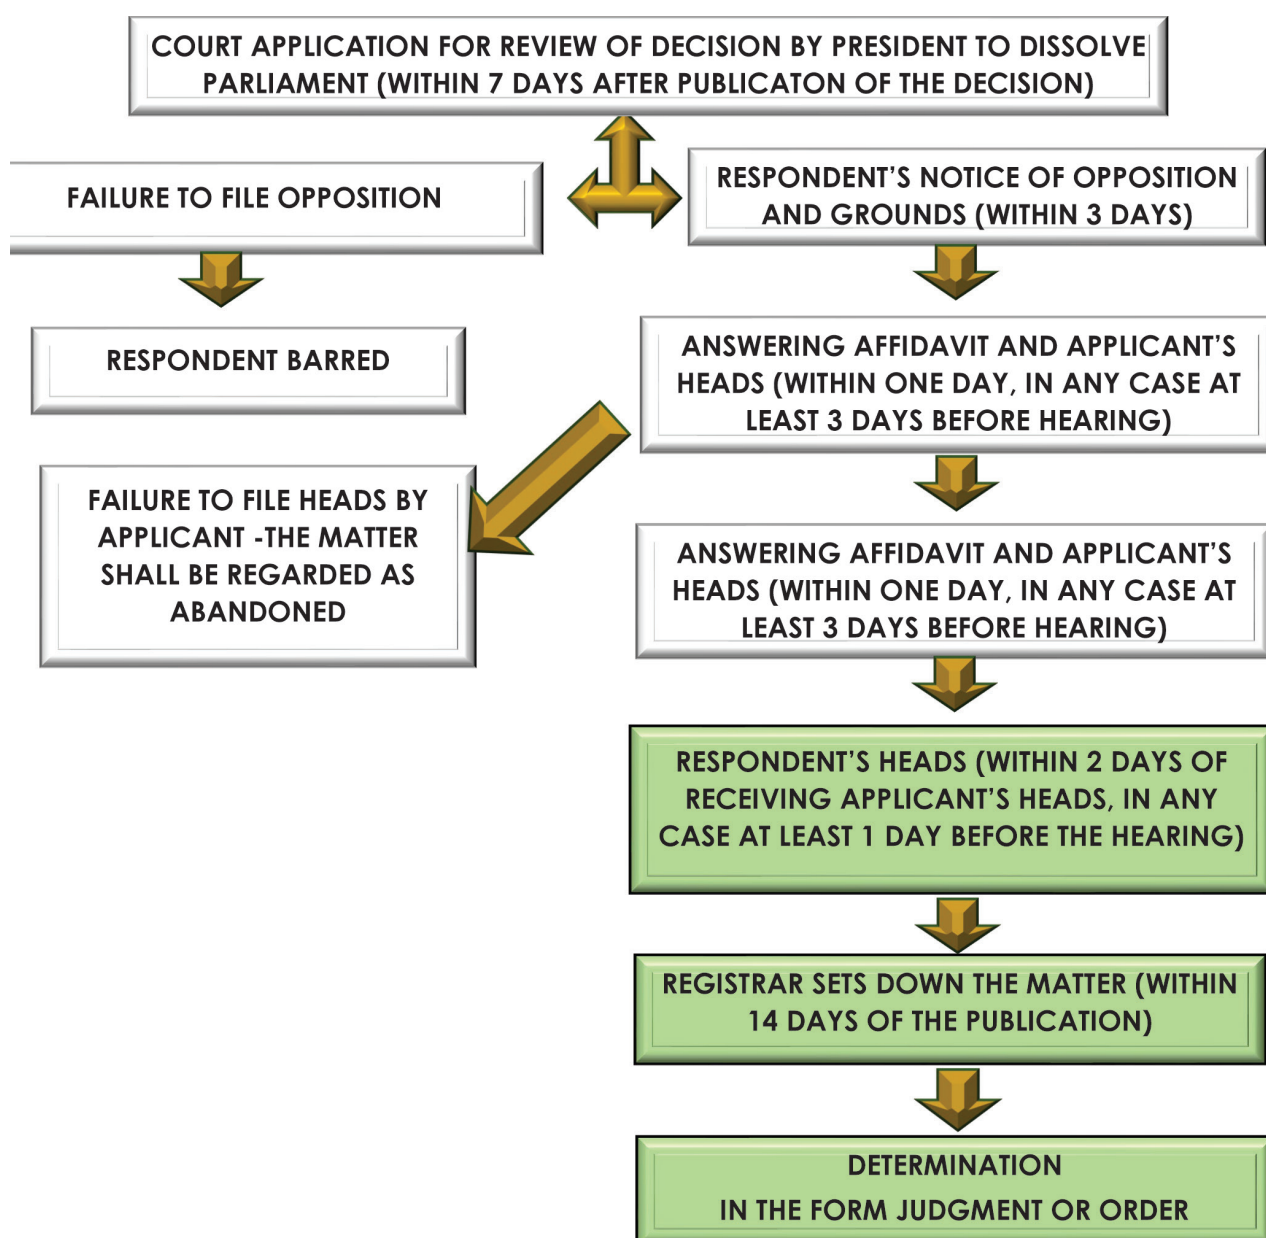 COURT APPLICATION FOR REVIEW OF DECISION BY PRESIDENT TO DISSOLVE
PARLIAMENT (WITHIN 7 DAYS AFTER PUBLICATON OF THE DECISION)
FAILURE TO FILE OPPOSITION
RESPONDENT'S NOTICE OF OPPOSITION
AND GROUNDS (WITHIN 3 DAYS)
RESPONDENT BARRED
ANSWERING AFFIDAVIT AND APPLICANT'S
HEADS (WITHIN ONE DAY, IN ANY CASE AT
LEAST 3 DAYS BEFORE HEARING)
FAILURE TO FILE HEADS BY
APPLICANT -THE MATTER
SHALL BE REGARDED AS
ABANDONED
ANSWERING AFFIDAVIT AND APPLICANT'S
HEADS (WITHIN ONE DAY, IN ANY CASE AT
LEAST 3 DAYS BEFORE HEARING)
RESPONDENT'S HEADS (WITHIN 2 DAYS OF
RECEIVING APPLICANT'S HEADS, IN ANY
CASE AT LEAST 1 DAY BEFORE THE HEARING)
REGISTRAR SETS DOWN THE MATTER (WITHIN
14 DAYS OF THE PUBLICATION)
DETERMINATION
IN THE FORM JUDGMENT OR ORDER